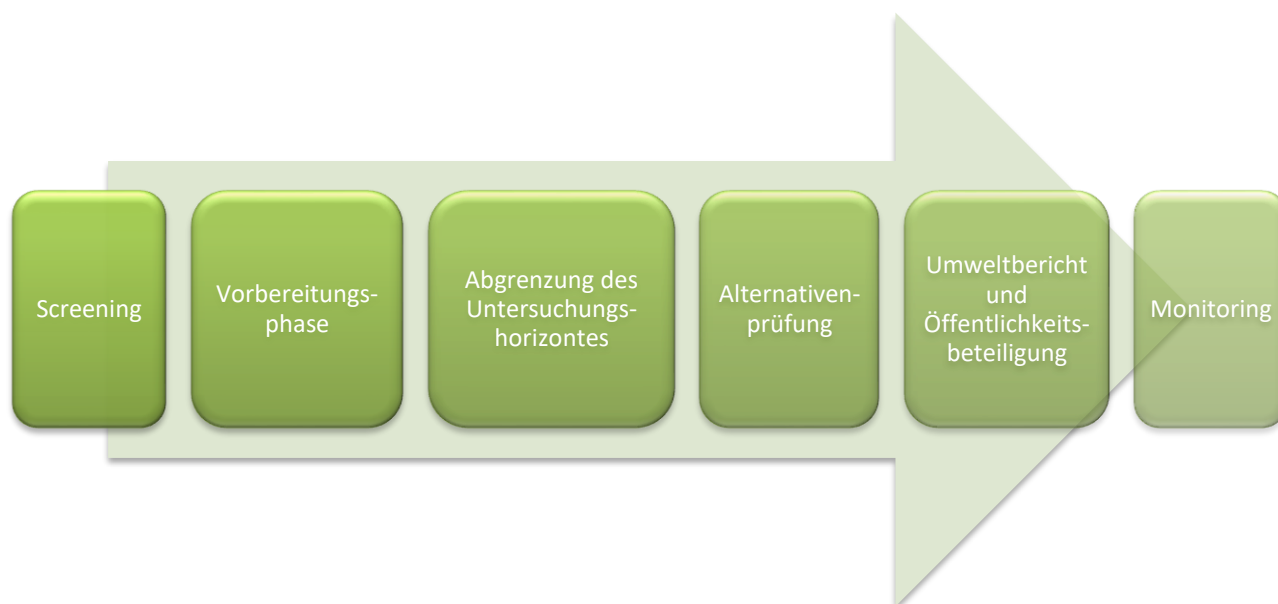 Screening
Vorbereitungs-
phase
Abgrenzung des
Untersuchungs-
horizontes
Alternativen-
prüfung
Umweltbericht
und
Öffentlichkeits-
beteiligung
Monitoring